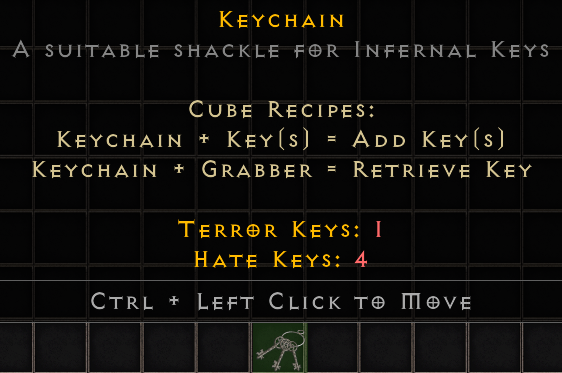 Keychain
A suitable shackle for Infernal Keys
Cube Recipes:
Keychain + Key(s) = Add Key(s)
Keychain + Grabber = Retrieve Key
Terror Keys: 1
Hate Keys: 4
Ctrl + Left Click to Move